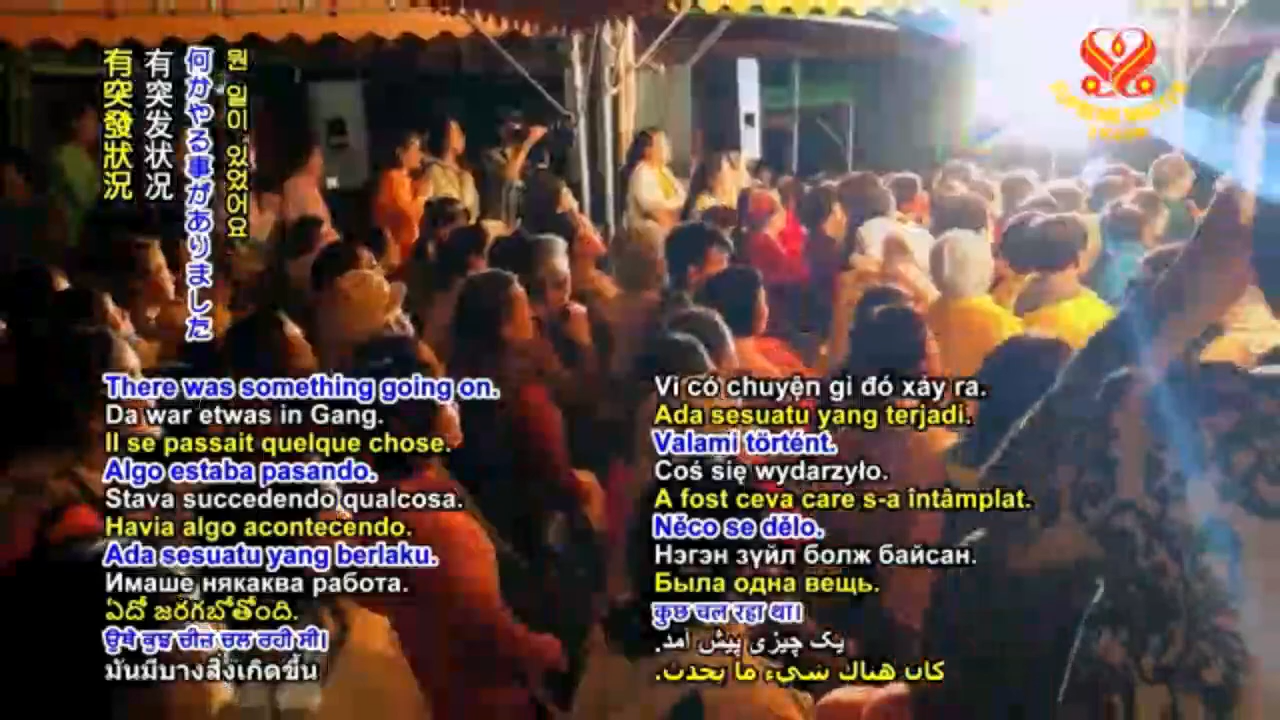 有突發狀況
有突发状况
何かやる事がありました
뭔 일이 있었어요
There was something going on.
Da war etwas in Gang.
Il se passait quelque chose.
Algo estaba pasando.
Stava succedendo qualcosa.
Havia algo acontecendo.
Ada sesuatu yang berlaku.
Имаше някаква работа.
ఏదో జరగబోతోంది.
ਉਥੇ ਕੁਝ ਚੀਜ਼ ਚਲ ਰਹੀ ਸੀ।
มันมีบางสิ่งเกิดขึ้น
Vì có chuyện gì đó xảy ra.
Ada sesuatu yang terjadi.
Valami történt.
Coś się wydarzyło.
A fost ceva care s-a întâmplat.
Něco se dělo.
Нэгэн зүйл болж байсан.
Была одна вещь.
कुछ चल रहा था।
یک چیزی پیش آمد.
كان هناك شيء ما يحدث.